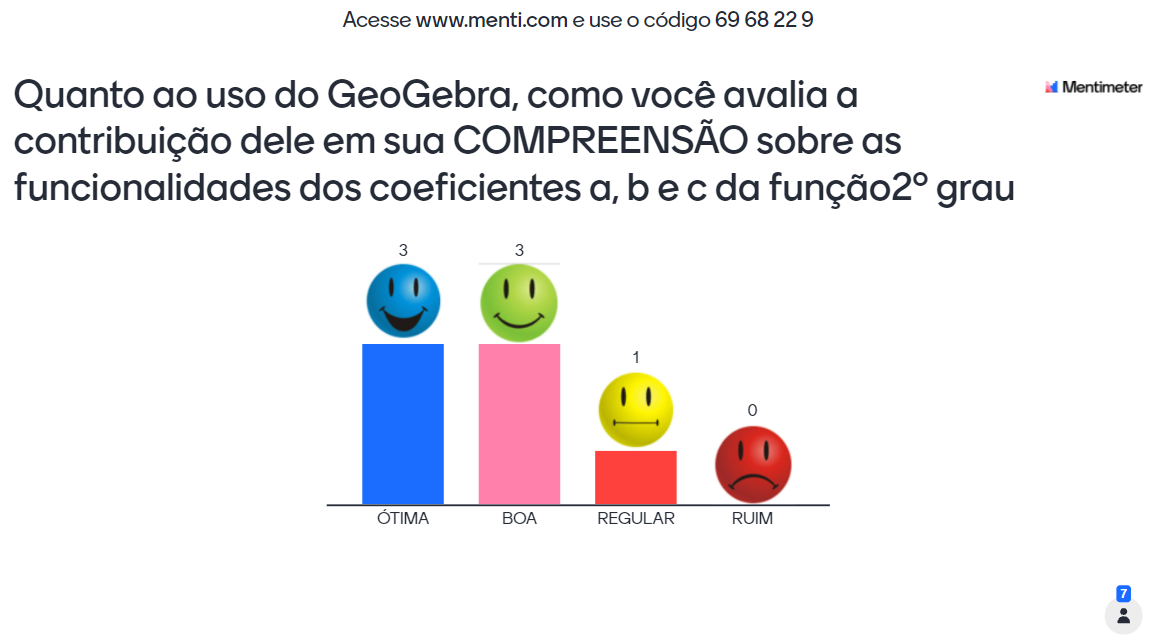 Acesse www.menti.com e use o código 69 68 22 9
Quanto ao uso do GeoGebra, como você avalia a
contribuição dele em sua COMPREENSÃO sobre as
funcionalidades dos coeficientes a, b e c da função2º grau
Mentimeter
3
3
1
0
ÓTIMA
BOA
REGULAR
RUIM
7